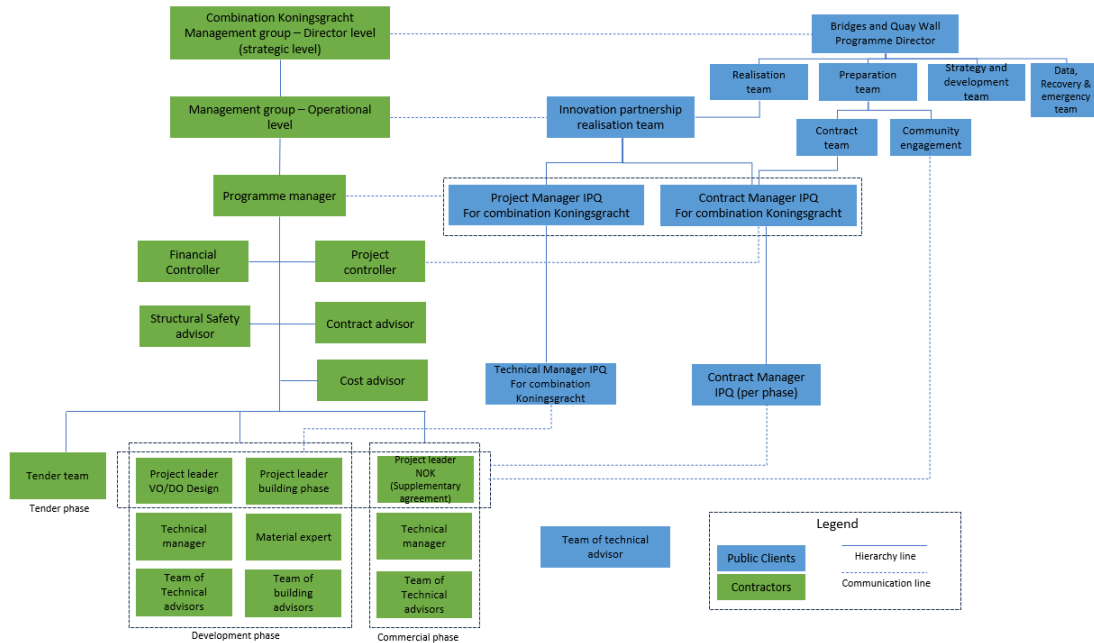 Combination Koningsgracht
Management group – Director level
(strategic level)
Bridges and Quay Wall
Programme Director
Realisation
team
Preparation
team
Strategy and
development
team
Data,
Recovery &
emergency
team
Management group – Operational
level
Innovation partnership
realisation team
Contract
team
Community
engagement
Programme manager
Project Manager IPQ
For combination Koningsgracht
Contract Manager IPQ
For combination Koningsgracht
Financial
Controller
Project
controller
Structural Safety
advisor
Contract advisor
Cost advisor
Technical Manager IPQ
For combination
Koningsgracht
Contract Manager
IPQ (per phase)
Tender team
Tender phase
Project leader
VO/DO Design
Project leader
building phase
Project leader
NOK
(Supplementary
agreement)
Technical
manager
Material expert
Technical
manager
Team of
Technical
advisors
Team of
building
advisors
Team of
Technical
advisors
Development phase
Commercial phase
Team of technical
advisor
Legend
Public Clients
Hierarchy line
Contractors
Communication line